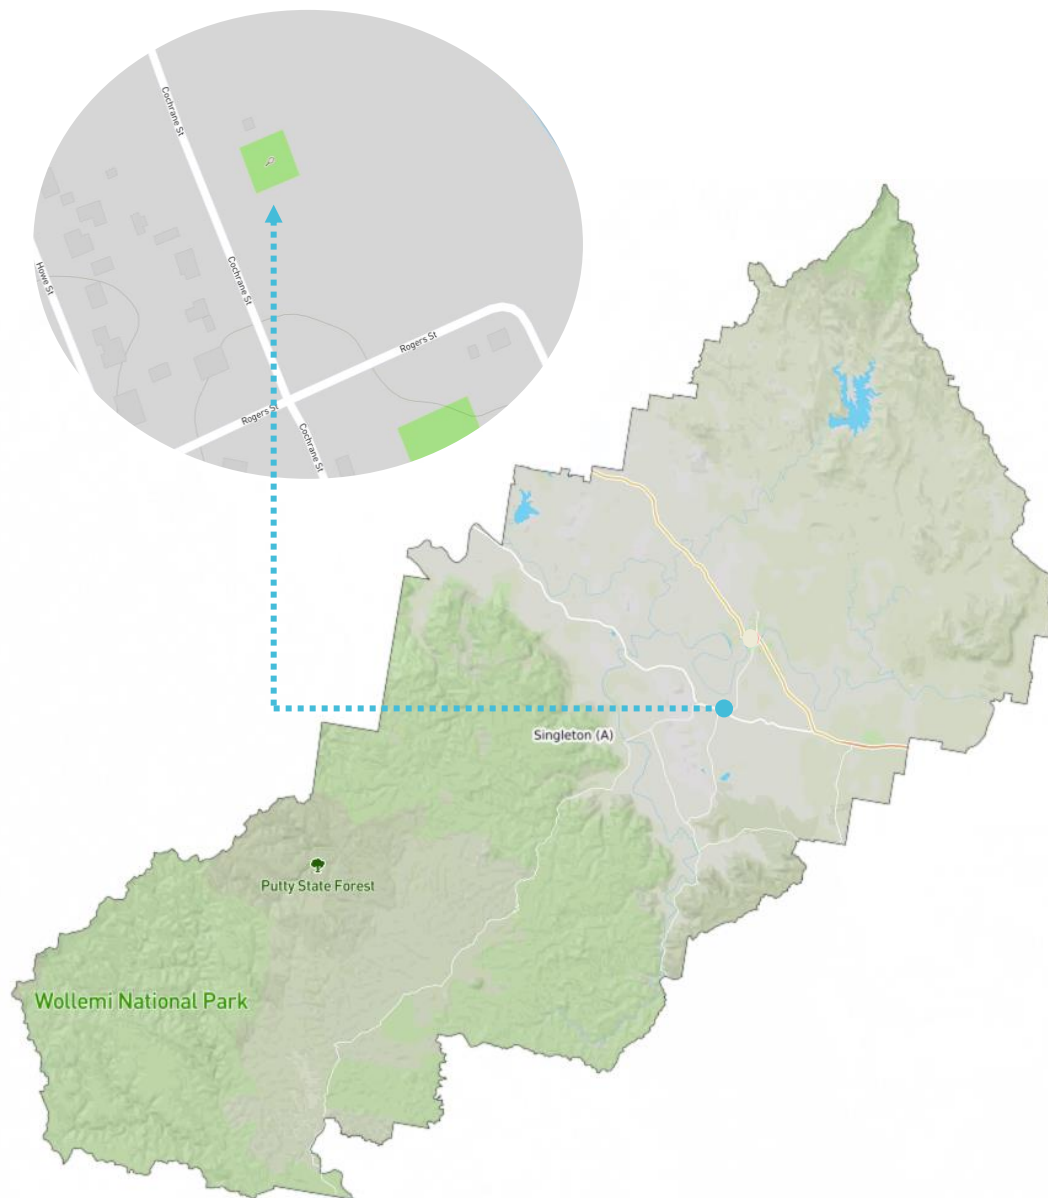 Cochrane St
Howe St
Cochrane St
Rogers St
Rogers St
Cochrane St
Singleton (A)
Putty State Forest
Wollemi National Park